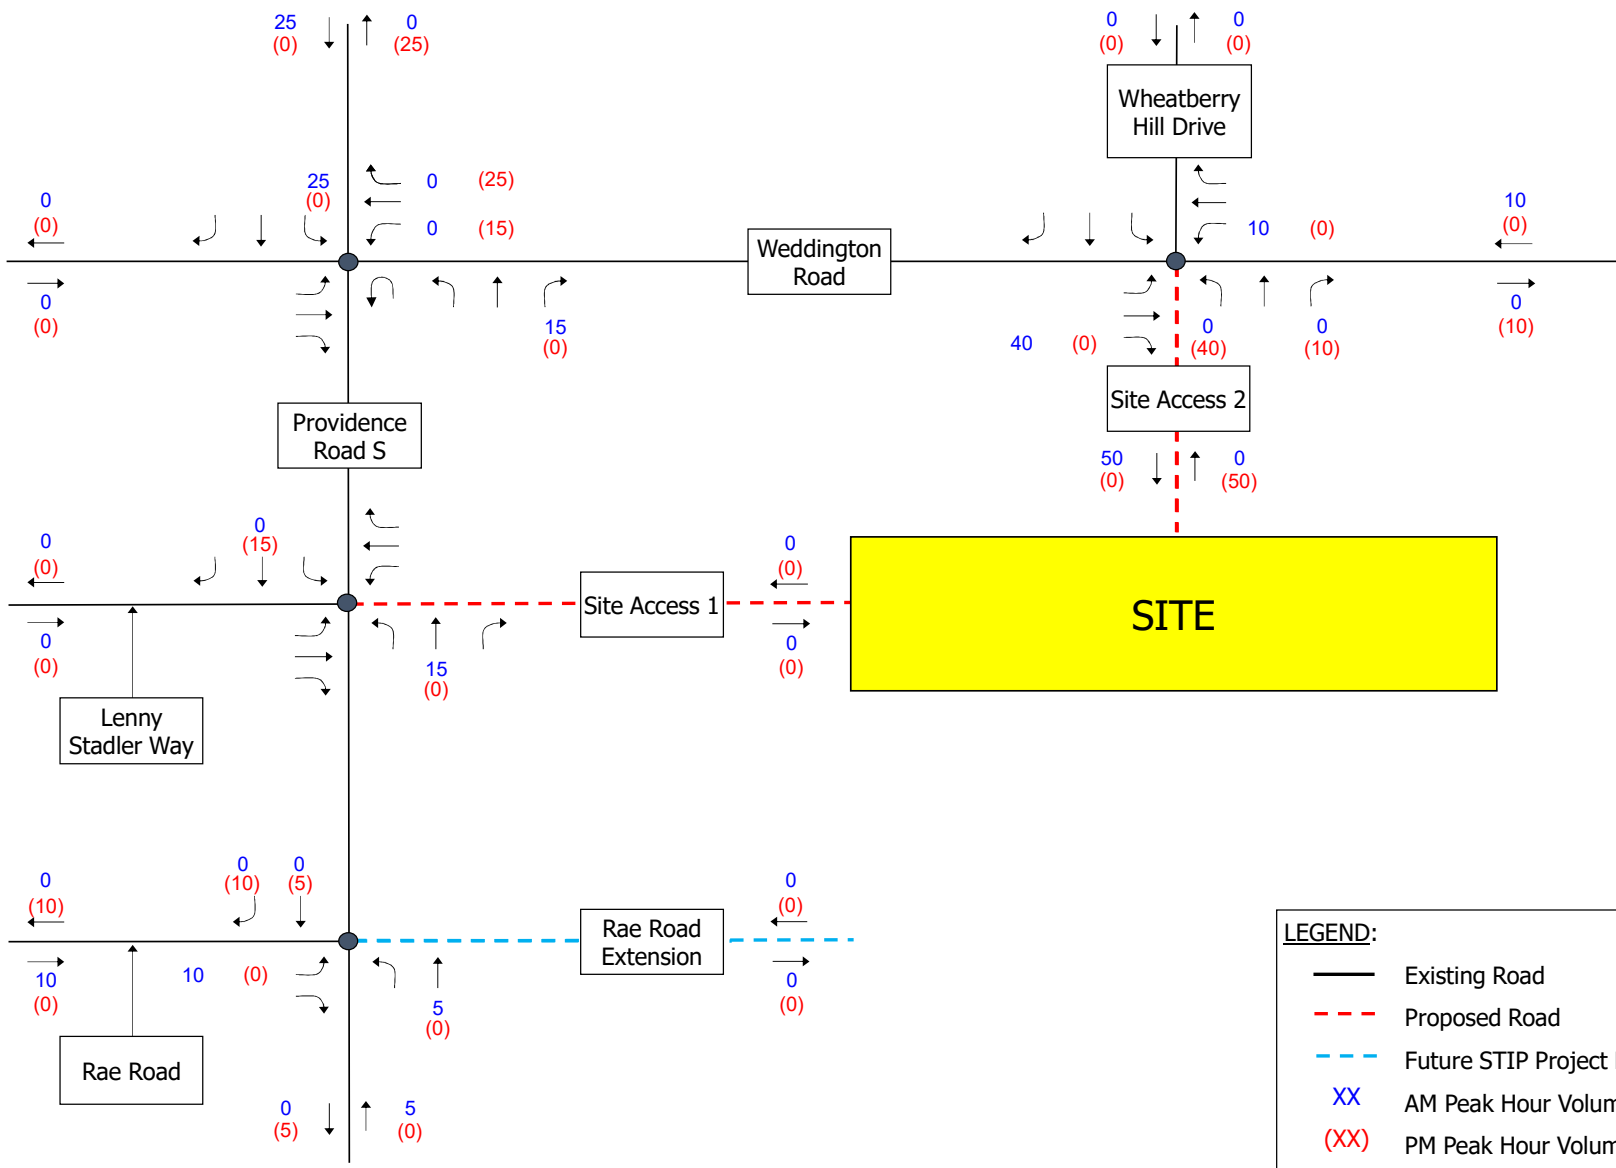 25 0 0 0
(0) (25) (0) (0)
Wheatberry
Hill Drive
25 0 (25)
(0)
0
(0)
0 (15)
10
(0)
10 (0)
Weddington
Road
0
(0)
15
(0)
0
(10)
40 (0)
0 0
(40) (10)
Site Access 2
Providence
Road S
50 0
(0) (50)
0
(15)
0
(0)
0
(0)
Site Access 1
SITE
0
(0)
0
(0)
15
(0)
Lenny
Stadler Way
0 0
(10) (5)
0
(10)
0
(0)
Rae Road
Extension
10
(0)
10 (0)
0
(0)
5
(0)
Rae Road
0 5
(5) (0)
LEGEND:
Existing Road
Proposed Road
Future STIP Project
XX AM Peak Hour Volum
(XX) PM Peak Hour Volum